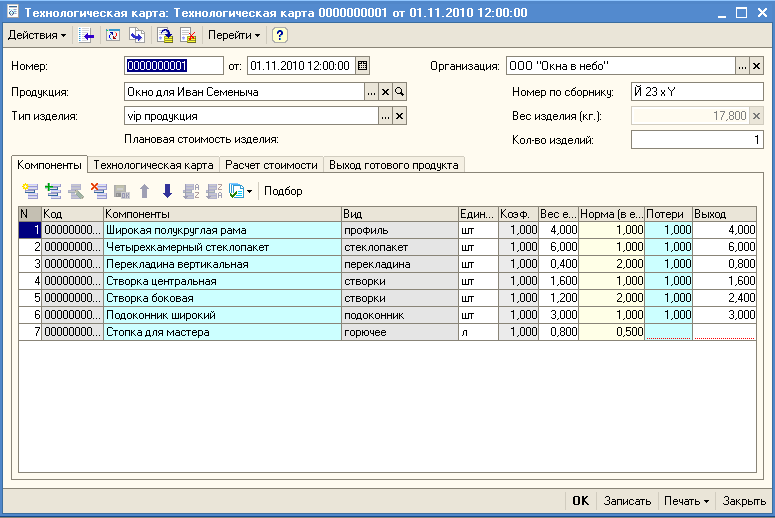 Технологическая карта: Технологическая карта 0000000001 от 01.11.2010 12:00:00
Действия Перейти ?
Номер: 0000000001 от: 01.11.2010 12:00:00 Организация: ООО "Окна в небо" ... x
Продукция: Окно для Иван Семеныча ... x Номер по сборнику: Й 23 x Y
Тип изделия: vip продукция ... x Вес изделия (кг.): 17,800 x
Плановая стоимость изделия: Кол-во изделий: 1
Компоненты Технологическая карта Расчет стоимости Выход готового продукта
Подбор
N Код Компоненты Вид Един... Коэф. Вес е... Норма (в е... Потери Выход
1 00000000... Широкая полукруглая рама профиль шт 1,000 4,000 1,000 1,000 4,000
2 00000000... Четырехкамерный стеклопакет стеклопакет шт 1,000 6,000 1,000 1,000 6,000
3 00000000... Перекладина вертикальная перекладина шт 1,000 0,400 2,000 1,000 0,800
4 00000000... Створка центральная створки шт 1,000 1,600 1,000 1,000 1,600
5 00000000... Створка боковая створки шт 1,000 1,200 2,000 1,000 2,400
6 00000000... Подоконник широкий подоконник шт 1,000 3,000 1,000 1,000 3,000
7 00000000... Стопка для мастера горючее л 1,000 0,800 0,500
OK Записать Печать Закрыть